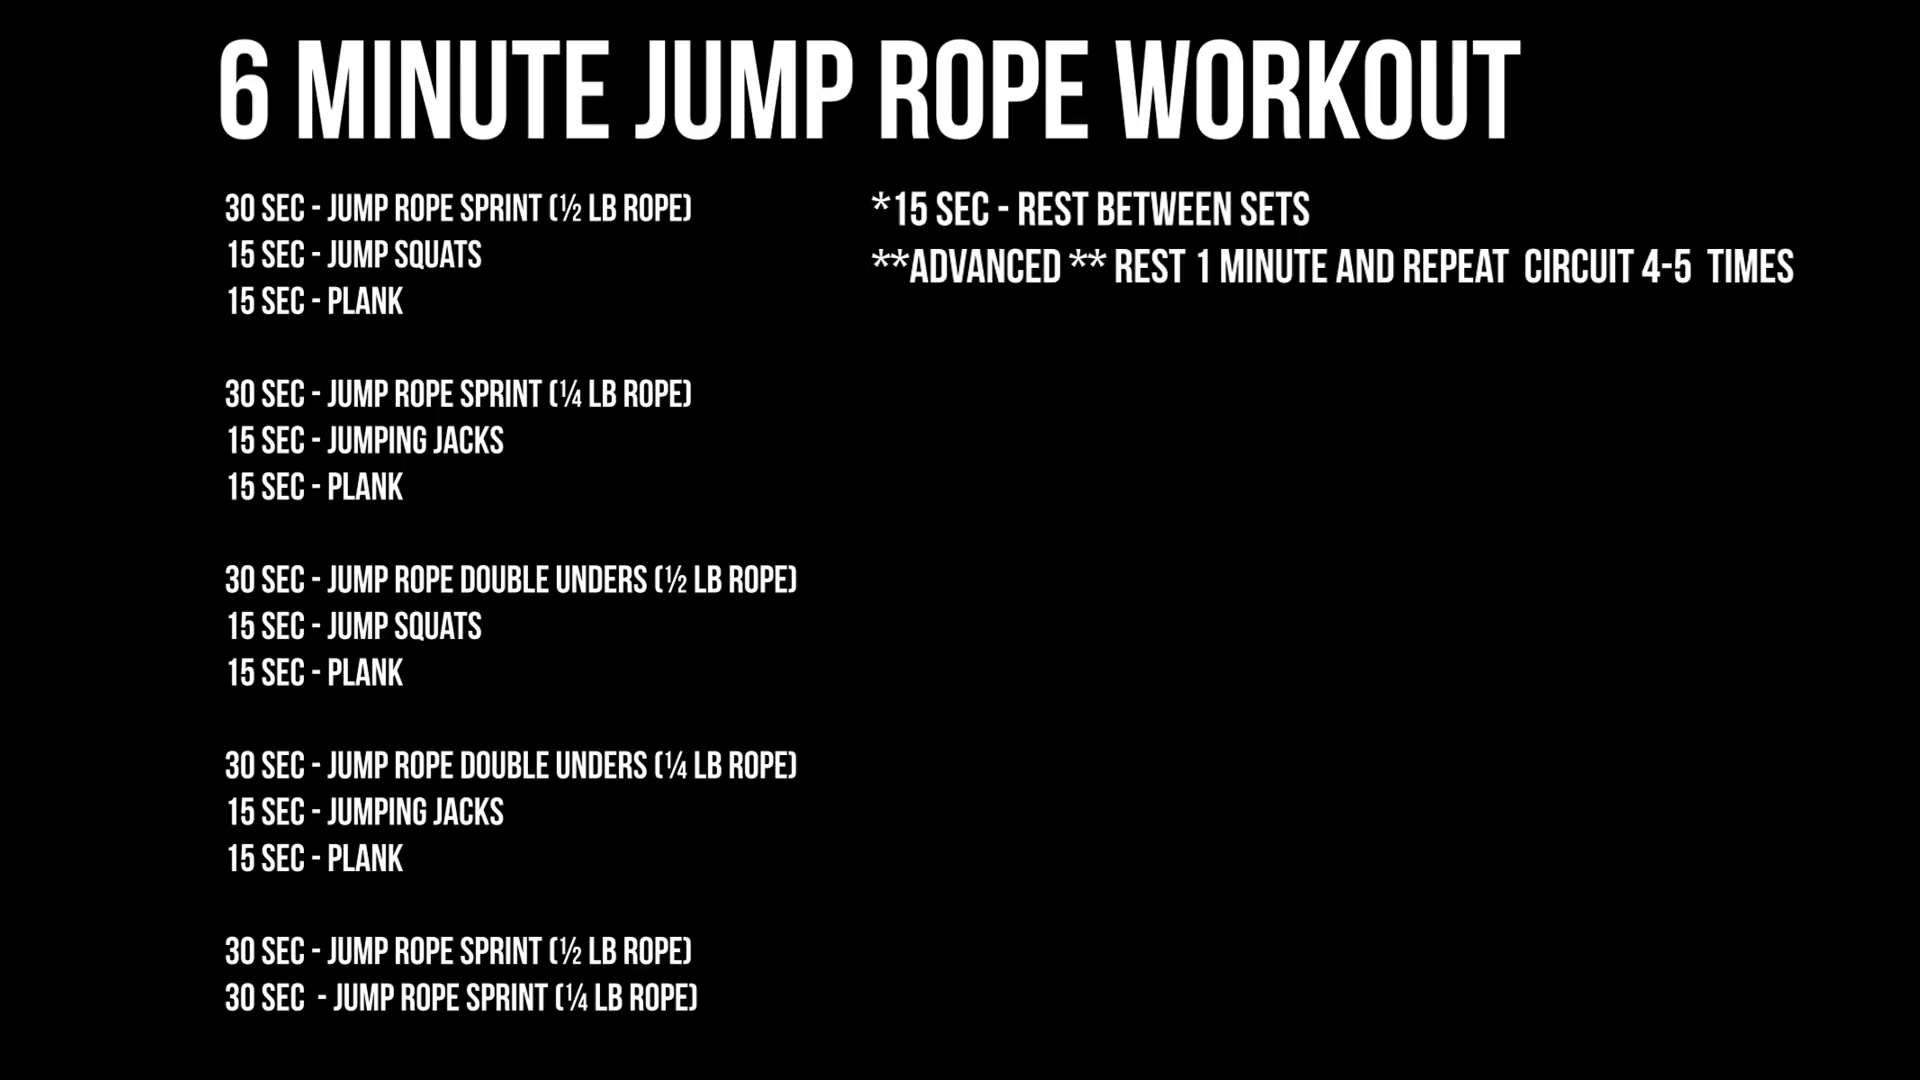 6 MINUTE JUMP ROPE WORKOUT
30 SEC - JUMP ROPE SPRINT (½ LB ROPE)
15 SEC - JUMP SQUATS
15 SEC - PLANK
30 SEC - JUMP ROPE SPRINT (¼ LB ROPE)
15 SEC - JUMPING JACKS
15 SEC - PLANK
30 SEC - JUMP ROPE DOUBLE UNDERS (½ LB ROPE)
15 SEC - JUMP SQUATS
15 SEC - PLANK
30 SEC - JUMP ROPE DOUBLE UNDERS (¼ LB ROPE)
15 SEC - JUMPING JACKS
15 SEC - PLANK
30 SEC - JUMP ROPE SPRINT (½ LB ROPE)
30 SEC - JUMP ROPE SPRINT (¼ LB ROPE)
*15 SEC - REST BETWEEN SETS
**ADVANCED ** REST 1 MINUTE AND REPEAT CIRCUIT 4-5 TIMES